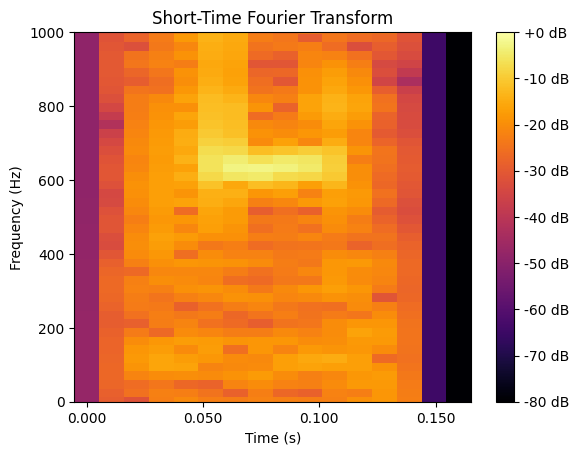 Short-Time Fourier Transform
1000
800
600
400
200
0
Frequency (Hz)
0.000
0.050
0.100
0.150
Time (s)
+0 dB
-10 dB
-20 dB
-30 dB
-40 dB
-50 dB
-60 dB
-70 dB
-80 dB